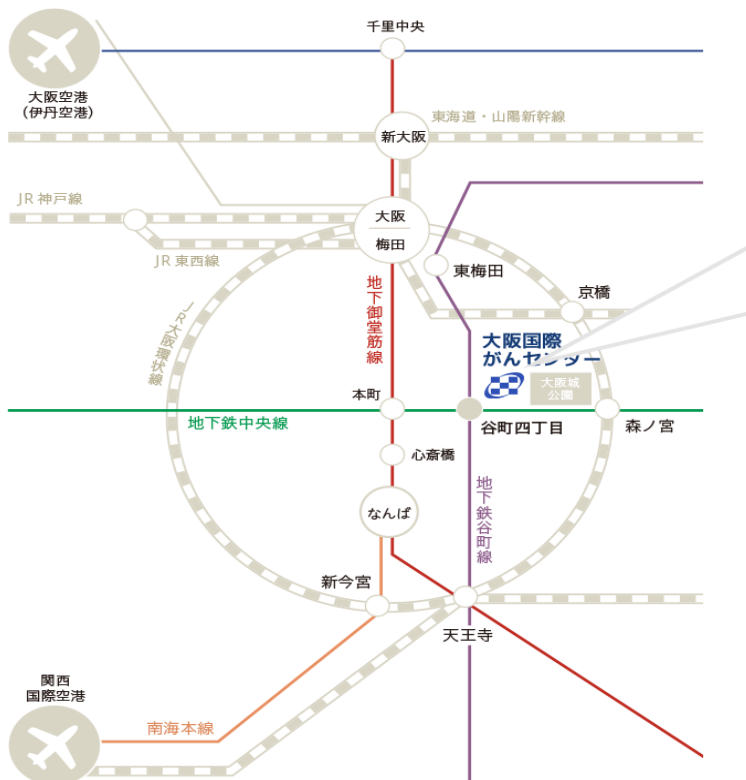 千里中央
大阪空港
(伊丹空港)
東海道・山陽新幹線
新大阪
JR神戸線
大阪
梅田
JR東西線
東梅田
地下御堂筋線
京橋
JR大阪環状線
大阪国際
がんセンター
大阪城
公園
本町
地下鉄中央線
谷町四丁目
森ノ宮
心斎橋
地下鉄谷町線
なんば
新今宮
天王寺
関西
国際空港
南海本線